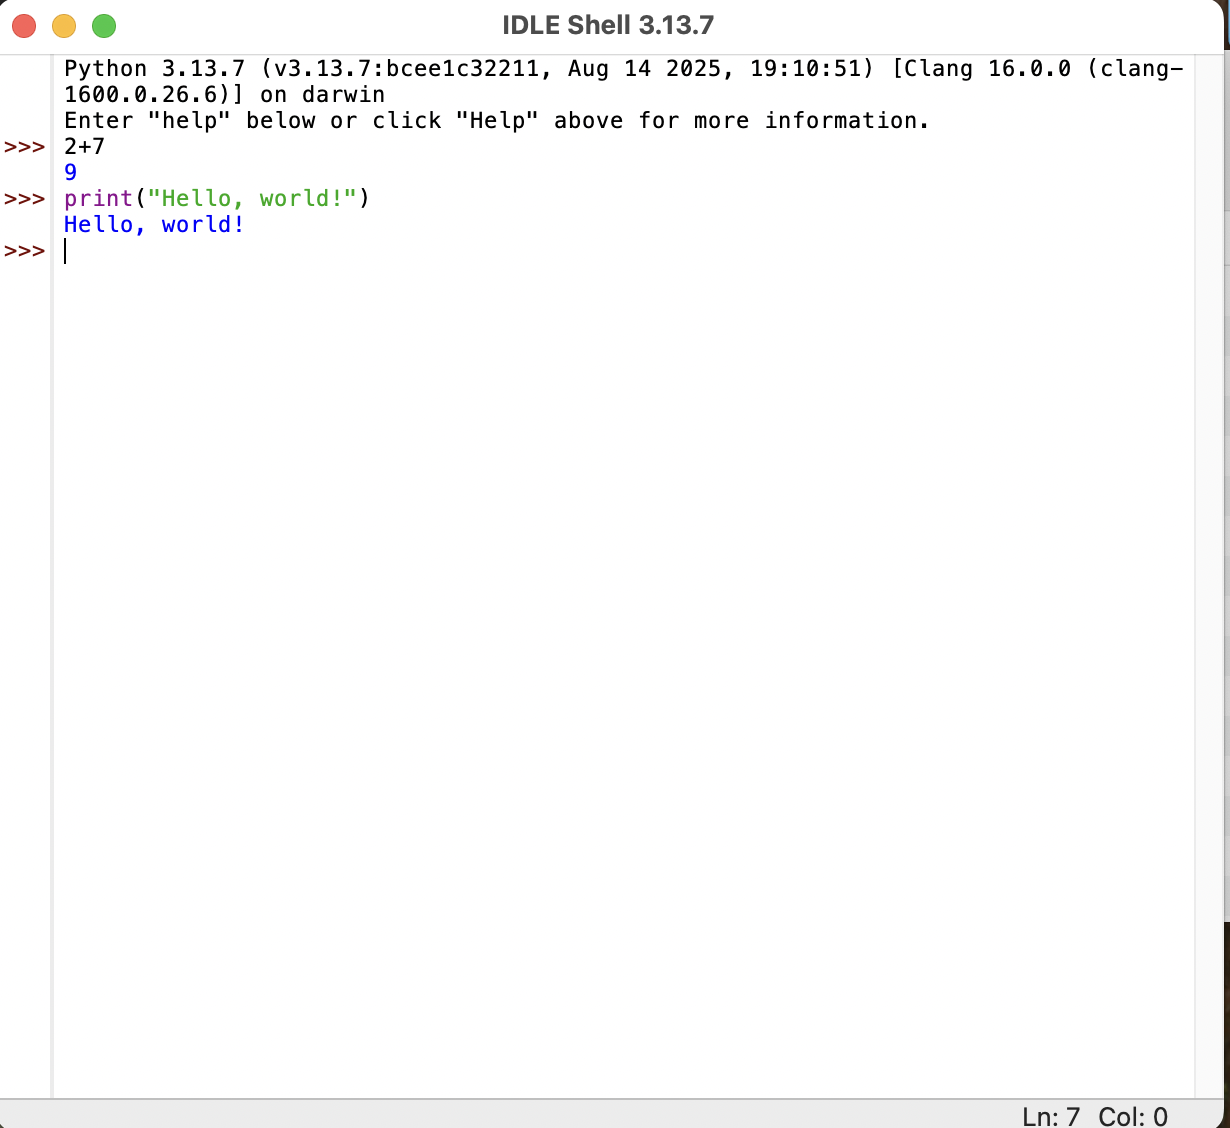 IDLE Shell 3.13.7
Python 3.13.7 (v3.13.7:bcee1c32211, Aug 14 2025, 19:10:51) [Clang 16.0.0 (clang-
1600.0.26.6)] on darwin
Enter "help" below or click "Help" above for more information.
>>> 2+7
9
>>> print("Hello, world!")
Hello, world!
>>>
Ln: 7 Col: 0